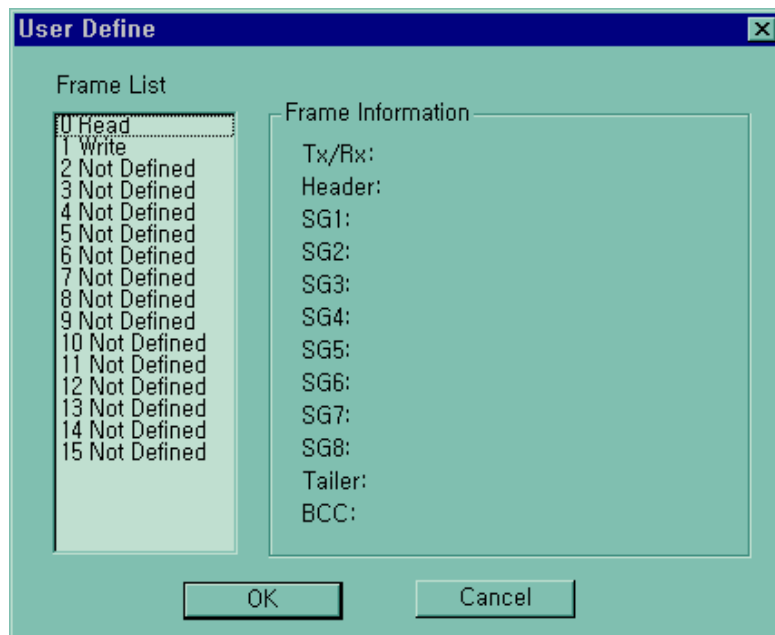 User Define
Frame List
0 Read
1 Write
2 Not Defined
3 Not Defined
4 Not Defined
5 Not Defined
6 Not Defined
7 Not Defined
8 Not Defined
9 Not Defined
10 Not Defined
11 Not Defined
12 Not Defined
13 Not Defined
14 Not Defined
15 Not Defined
Frame Information
Tx/Rx:
Header:
SG1:
SG2:
SG3:
SG4:
SG5:
SG6:
SG7:
SG8:
Tailer:
BCC:
OK
Cancel